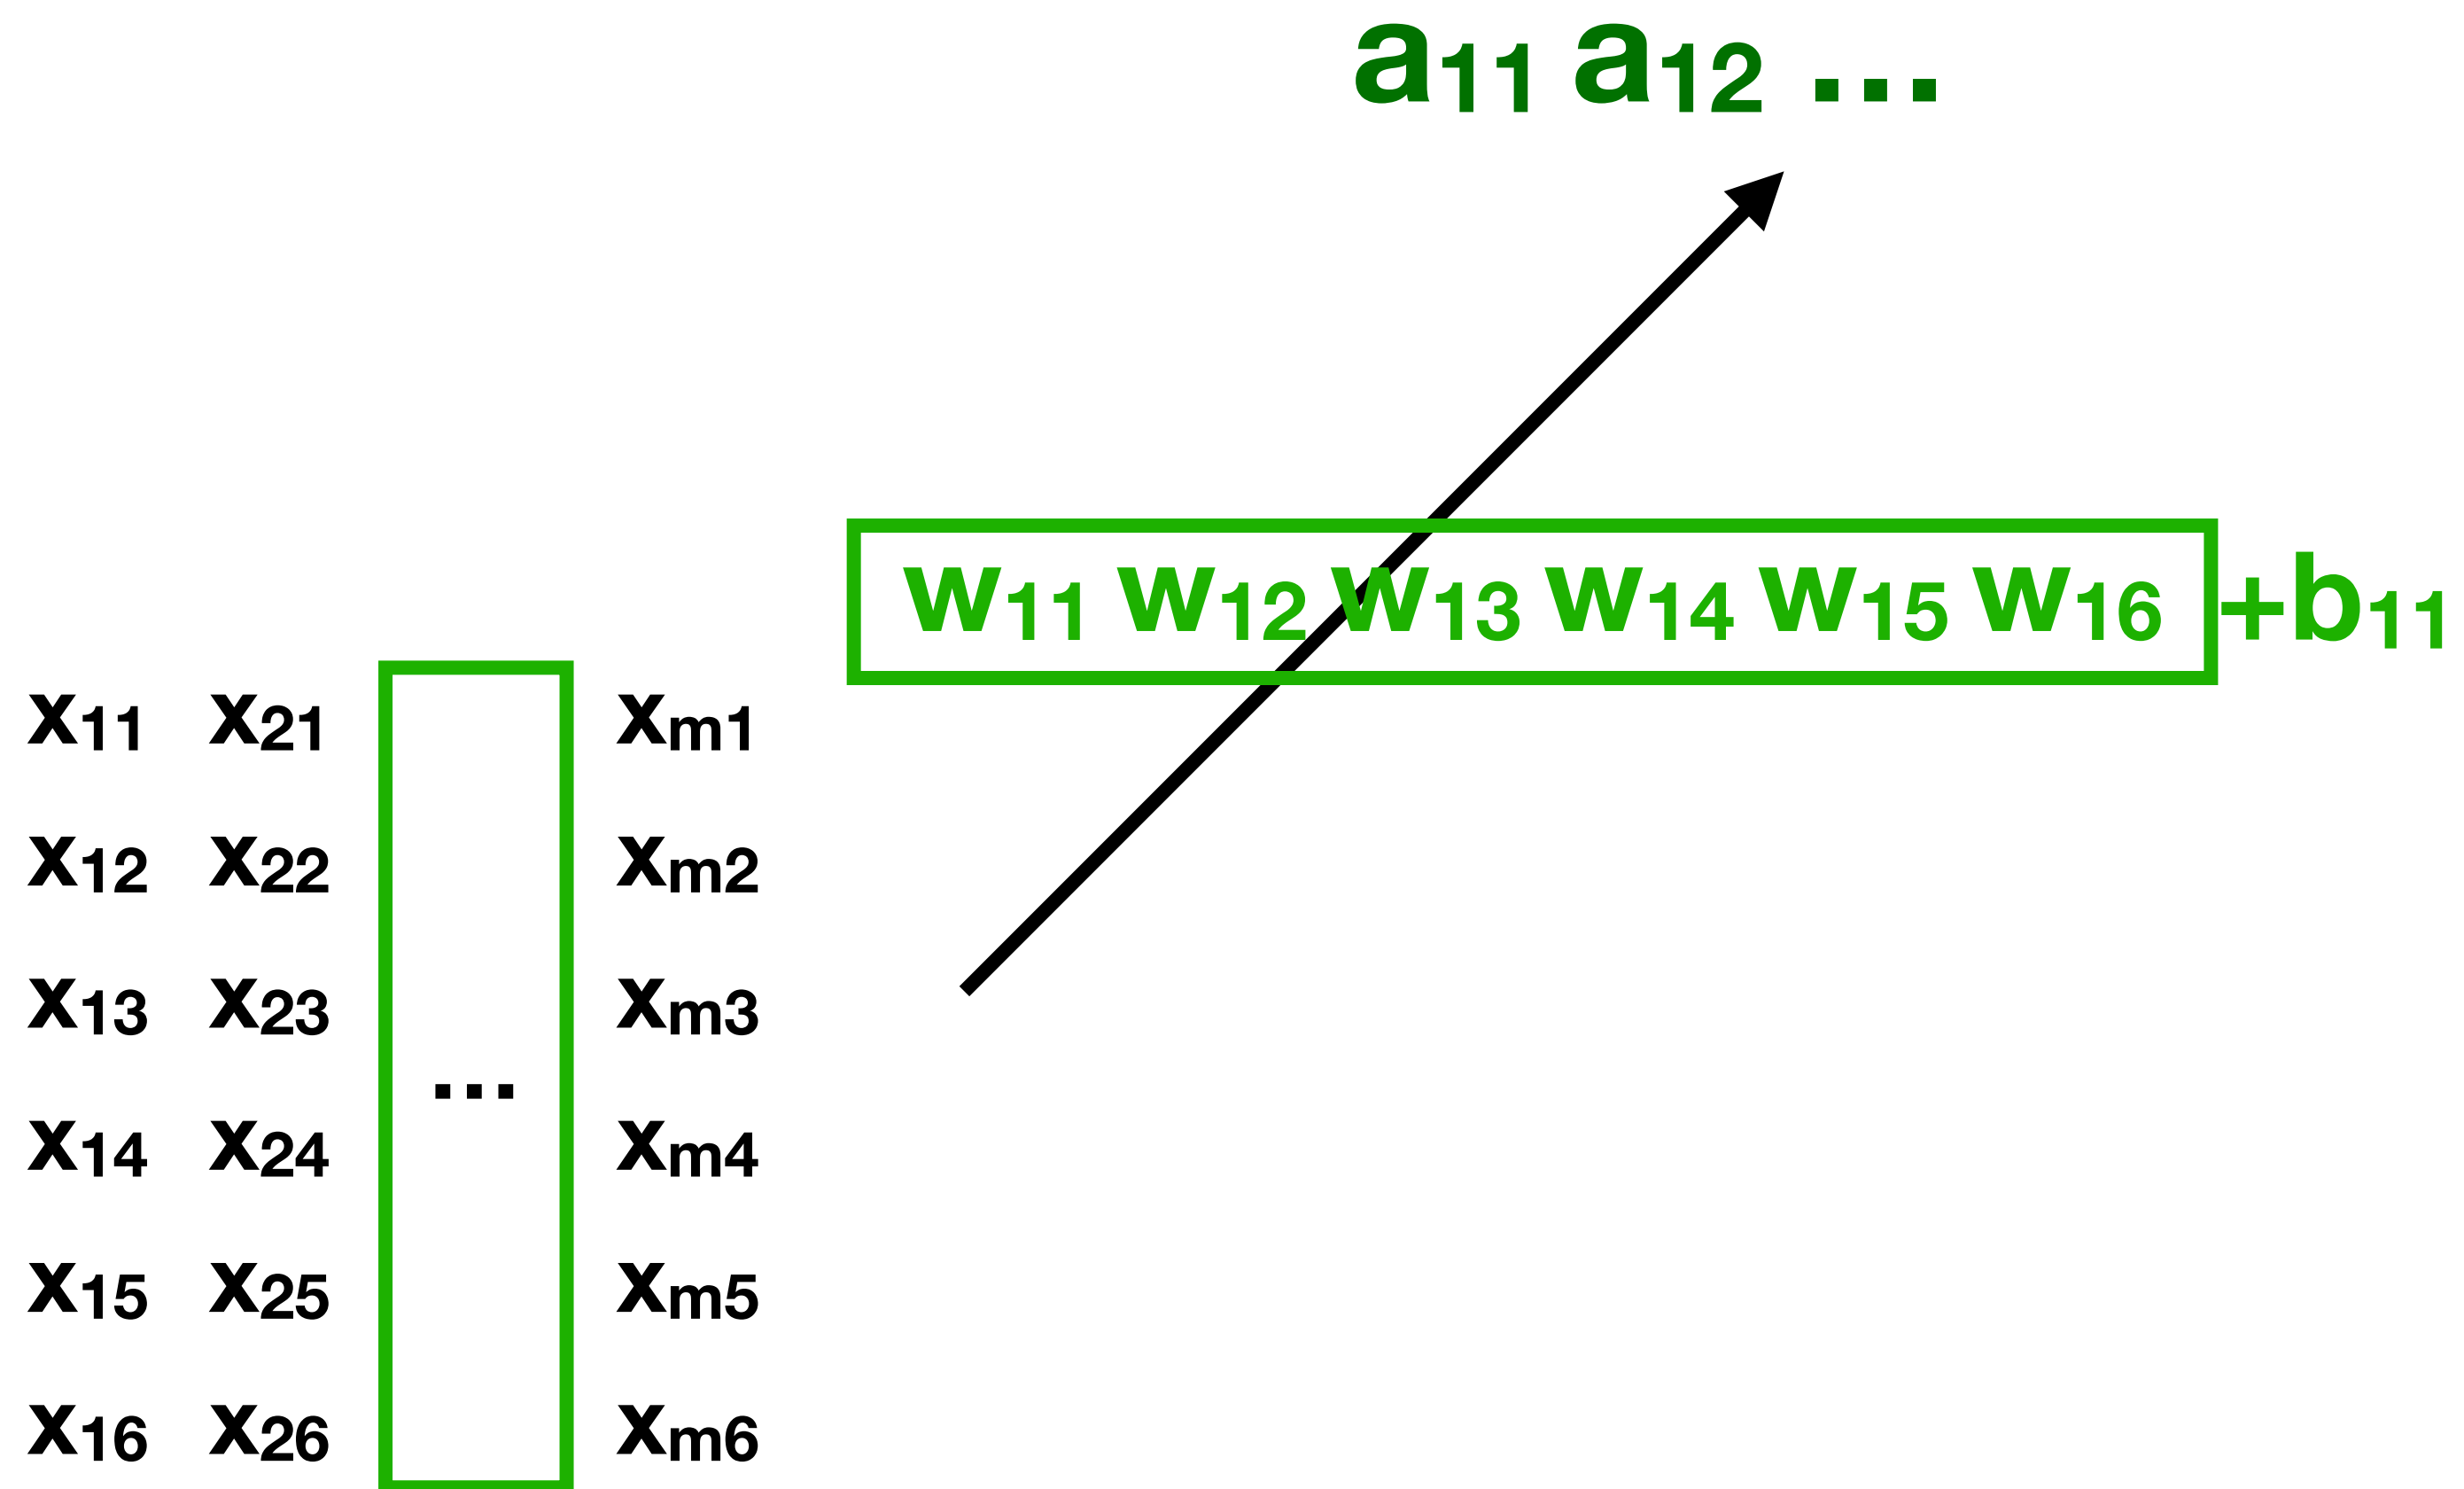 a11 a12 ...
w11 w12 w13 w14 w15 w16 +b11
x11 x21 xm1
x12 x22 xm2
x13 x23 xm3
...
x14 x24 xm4
x15 x25 xm5
x16 x26 xm6